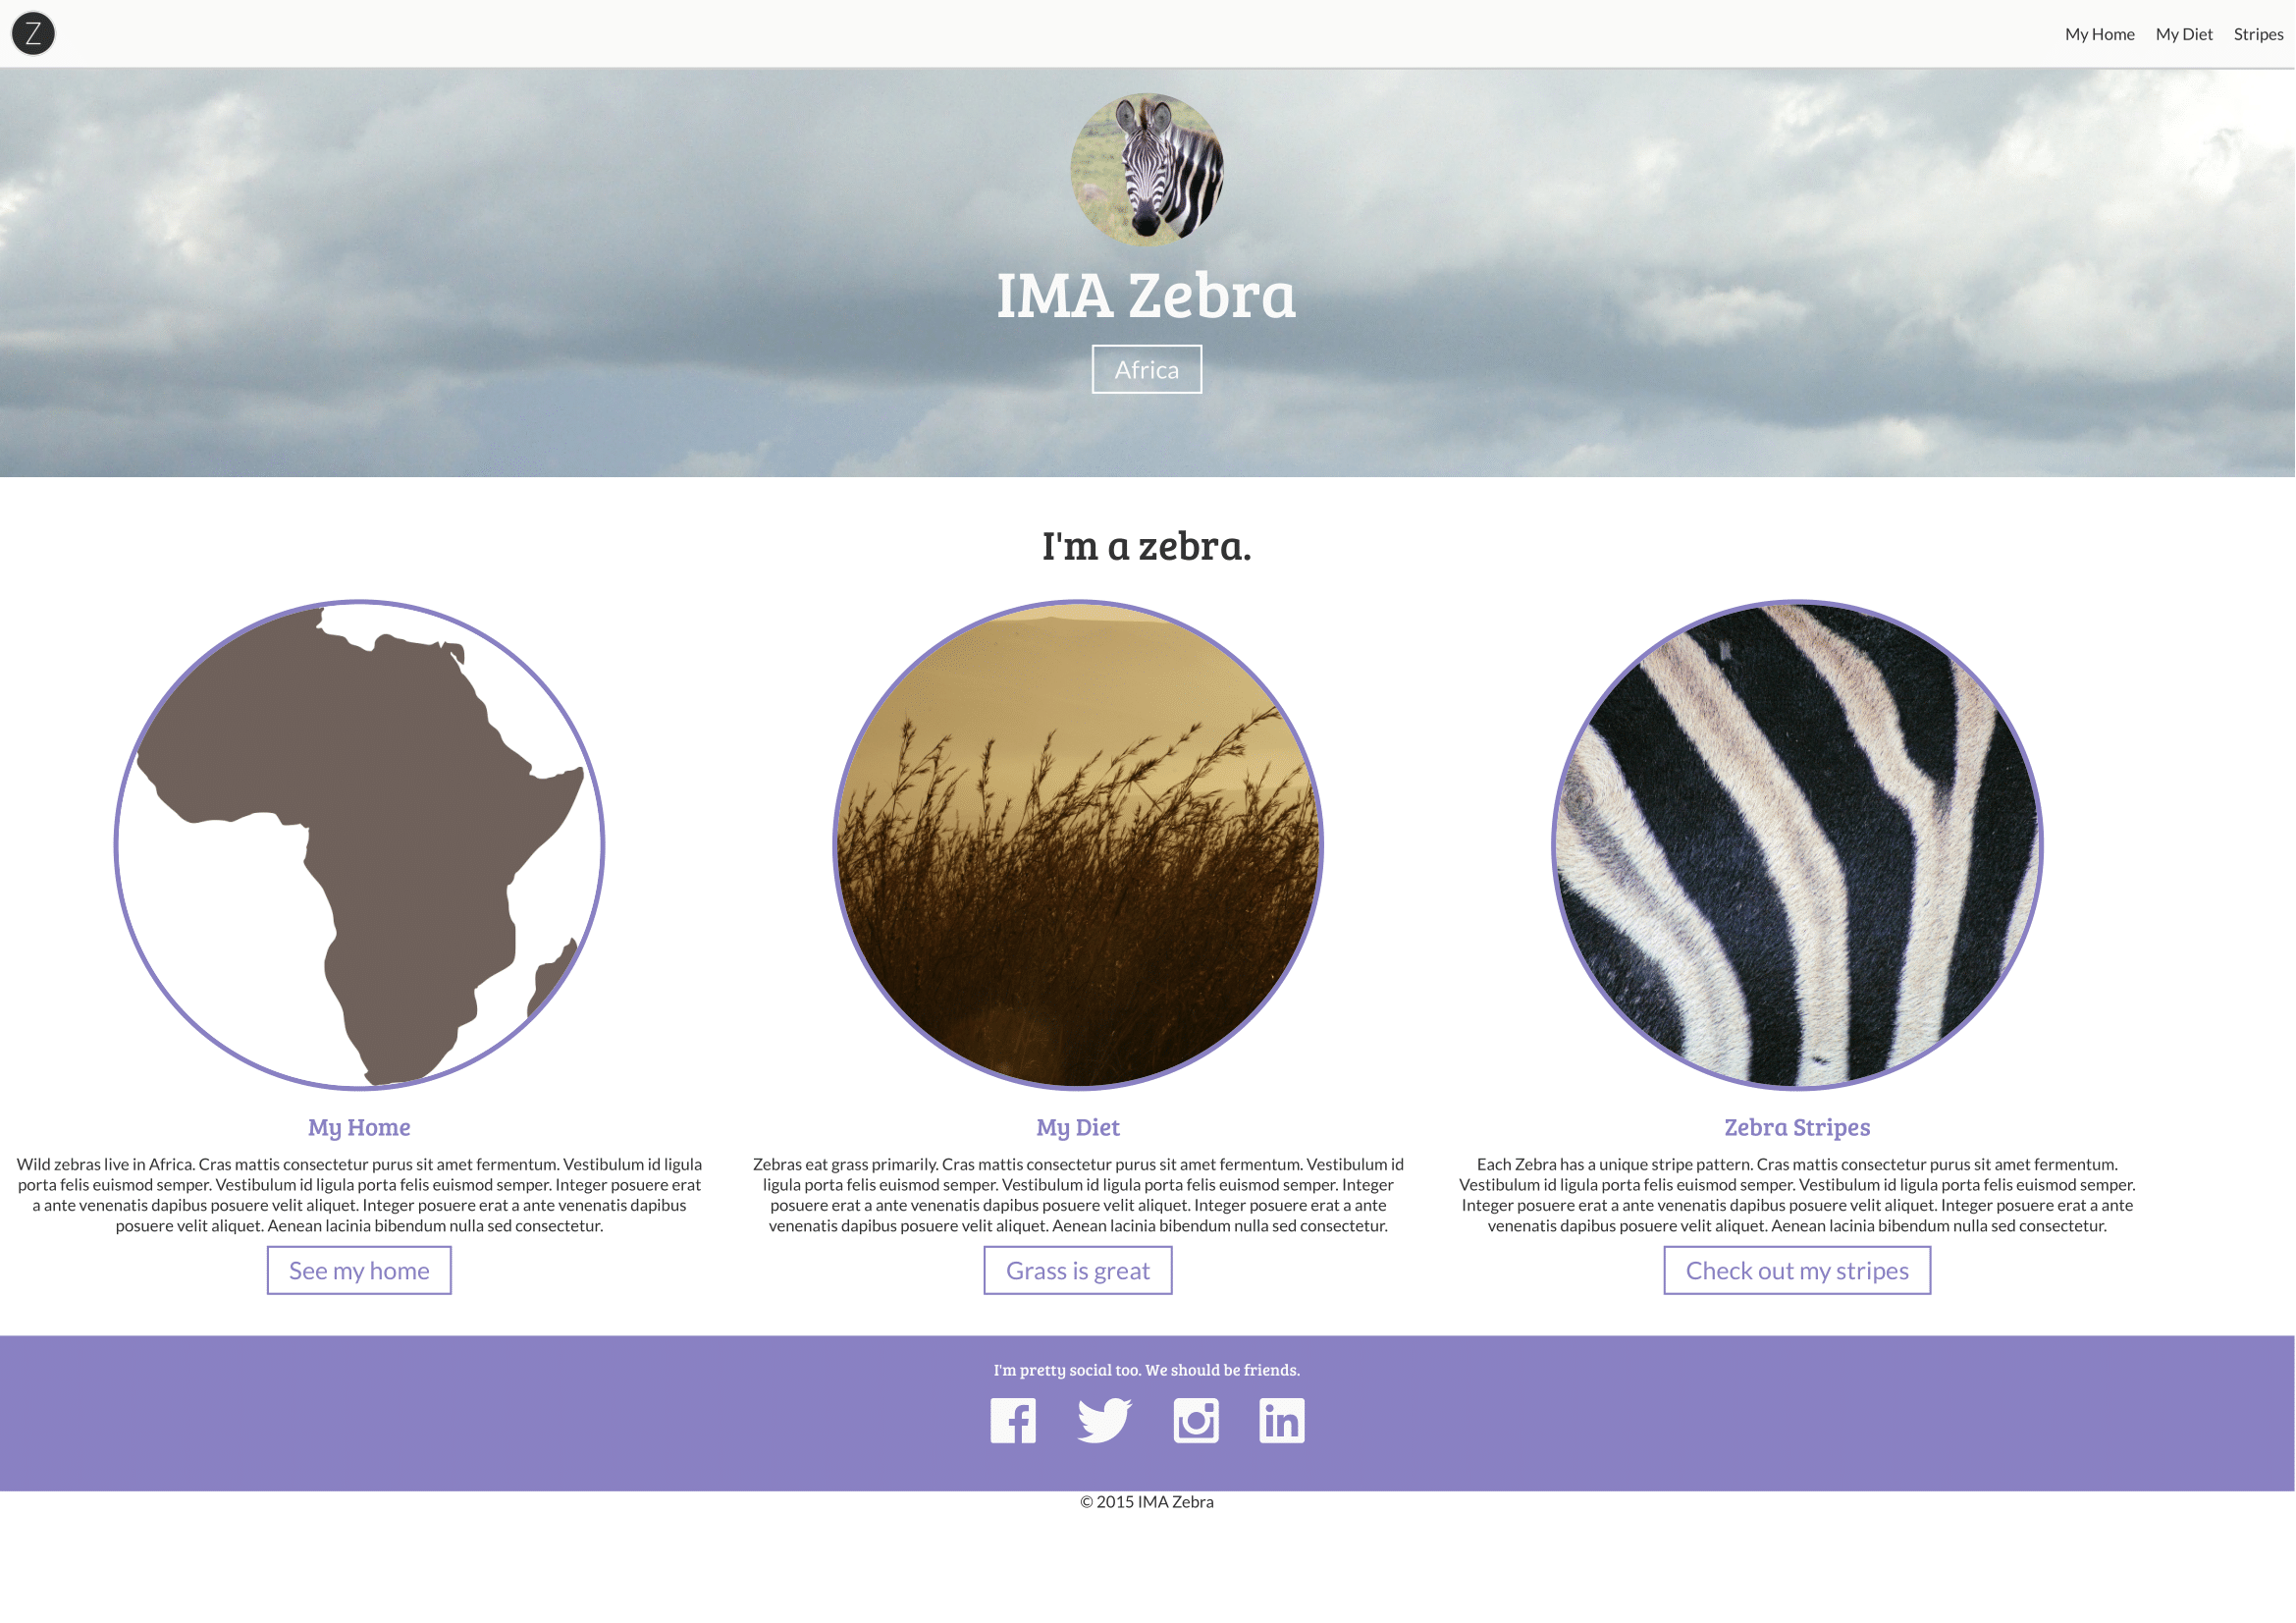 Z
My Home My Diet Stripes
IMA Zebra
Africa
I'm a zebra.
My Home
Wild zebras live in Africa. Cras mattis consectetur purus sit amet fermentum. Vestibulum id ligula
porta felis euismod semper. Vestibulum id ligula porta felis euismod semper. Integer posuere erat
a ante venenatis dapibus posuere velit aliquet. Integer posuere erat a ante venenatis dapibus
posuere velit aliquet. Aenean lacinia bibendum nulla sed consectetur.
See my home
My Diet
Zebras eat grass primarily. Cras mattis consectetur purus sit amet fermentum. Vestibulum id
ligula porta felis euismod semper. Vestibulum id ligula porta felis euismod semper. Integer
posuere erat a ante venenatis dapibus posuere velit aliquet. Integer posuere erat a ante
venenatis dapibus posuere velit aliquet. Aenean lacinia bibendum nulla sed consectetur.
Grass is great
Zebra Stripes
Each Zebra has a unique stripe pattern. Cras mattis consectetur purus sit amet fermentum.
Vestibulum id ligula porta felis euismod semper. Vestibulum id ligula porta felis euismod semper.
Integer posuere erat a ante venenatis dapibus posuere velit aliquet. Integer posuere erat a ante
venenatis dapibus posuere velit aliquet. Aenean lacinia bibendum nulla sed consectetur.
Check out my stripes
I'm pretty social too. We should be friends.
© 2015 IMA Zebra